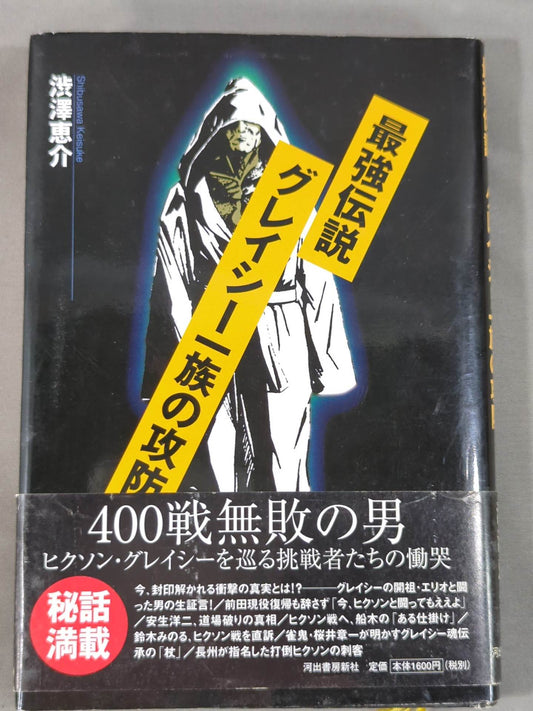 渋澤恵介
Shibusawa Keisuke
最強伝説
グレイシー一族の攻防
400戦無敗の男
ヒクソン・グレイシーを巡る挑戦者たちの慟哭
秘話
満載
今、封印解かれる衝撃の真実とは!?――グレイシーの開祖・エリオと闘
った男の生証言!/前田現役復帰も辞さず「今、ヒクソンと闘ってもええよ」
/安生洋二、道場破りの真相/ヒクソン戦へ、船木の「ある仕掛け」/
鈴木みのる、ヒクソン戦を直訴/雀鬼・桜井章一が明かすグレイシー魂伝
承の「杖」/長州が指名した打倒ヒクソンの刺客
河出書房新社 定価 本体1600円(税別)